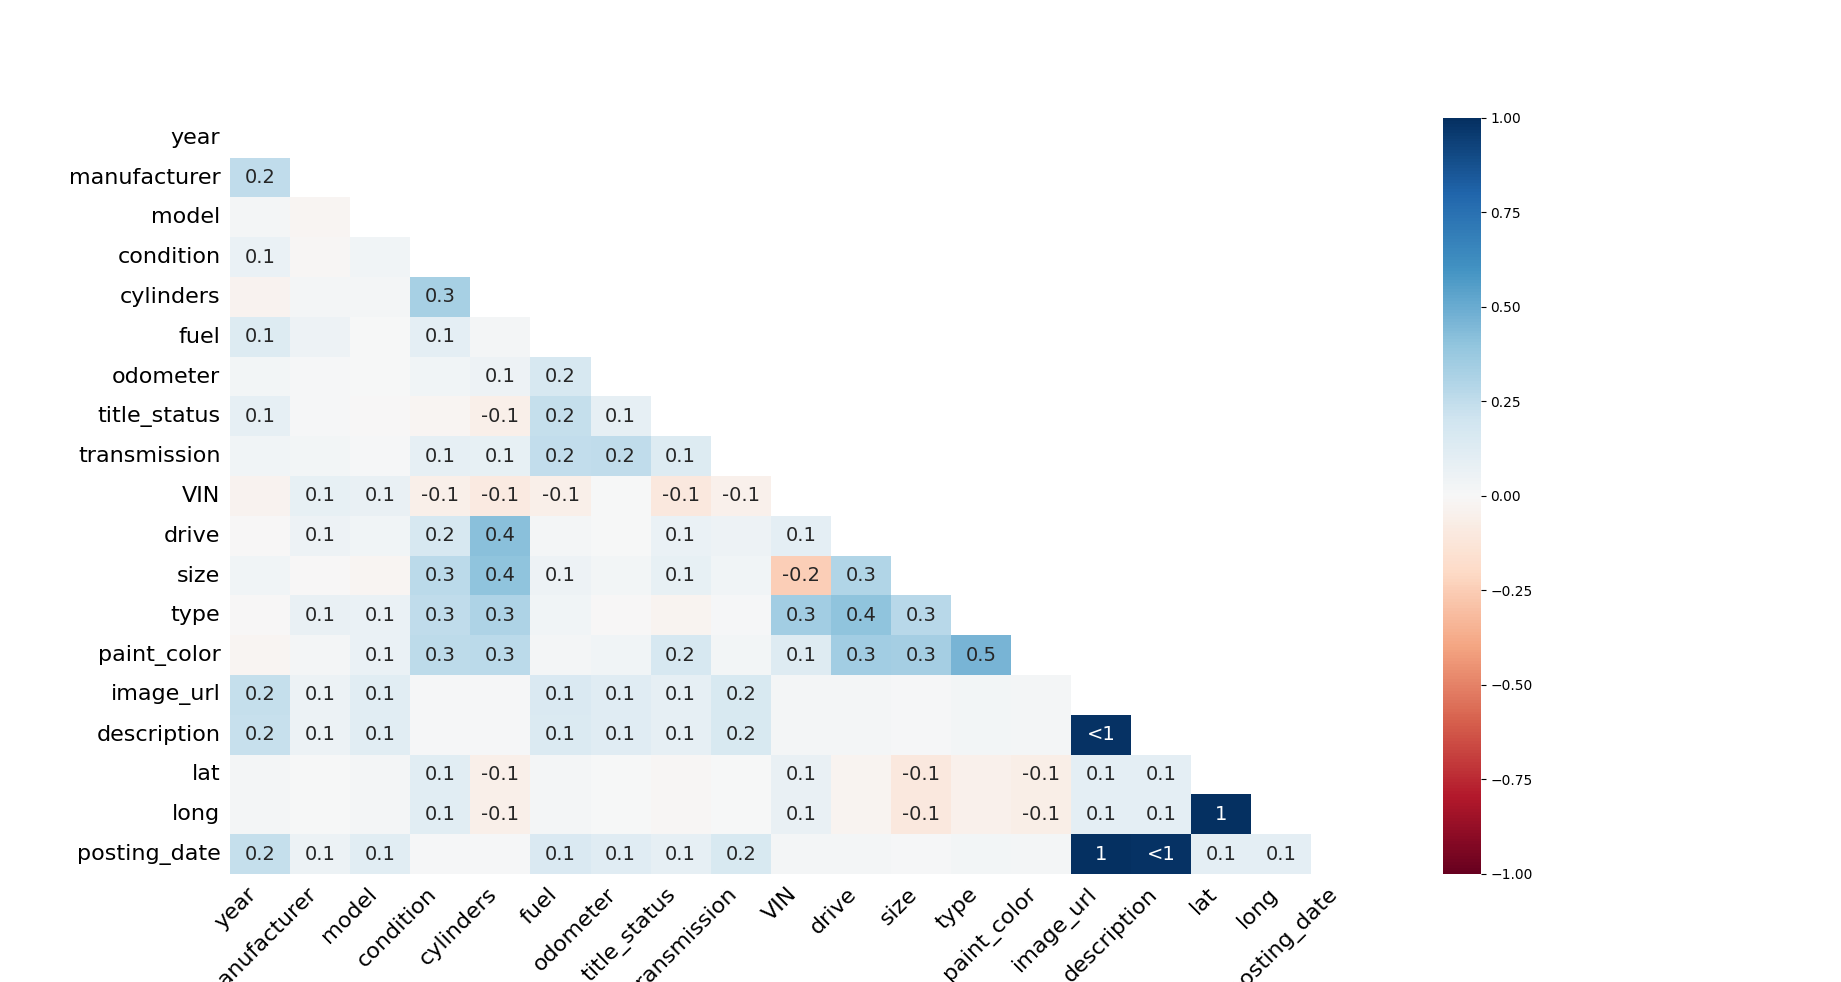 1.00
year
manufacturer 0.2
0.75
model
condition 0.1
cylinders 0.3
0.50
fuel 0.1 0.1
odometer 0.1 0.2
0.25
title_status 0.1 -0.1 0.2 0.1
transmission 0.1 0.1 0.2 0.2 0.1
VIN 0.1 0.1 -0.1 -0.1 -0.1 -0.1 -0.1
0.00
drive 0.1 0.2 0.4 0.1 0.1
size 0.3 0.4 0.1 0.1 -0.2 0.3
−0.25
type 0.1 0.1 0.3 0.3 0.3 0.4 0.3
paint_color 0.1 0.3 0.3 0.2 0.1 0.3 0.3 0.5
image_url 0.2 0.1 0.1 0.1 0.1 0.1 0.2
−0.50
description 0.2 0.1 0.1 0.1 0.1 0.1 0.2 <1
lat 0.1 -0.1 0.1 -0.1 -0.1 0.1 0.1
−0.75
long 0.1 -0.1 0.1 -0.1 -0.1 0.1 0.1 1
posting_date 0.2 0.1 0.1 0.1 0.1 0.1 0.2 1 <1 0.1 0.1
−1.00
year
anufacturer
model
condition
cylinders
fuel
odometer
title_status
ransmission
VIN
drive
size
type
paint_color
image_url
description
lat
long
osting_date